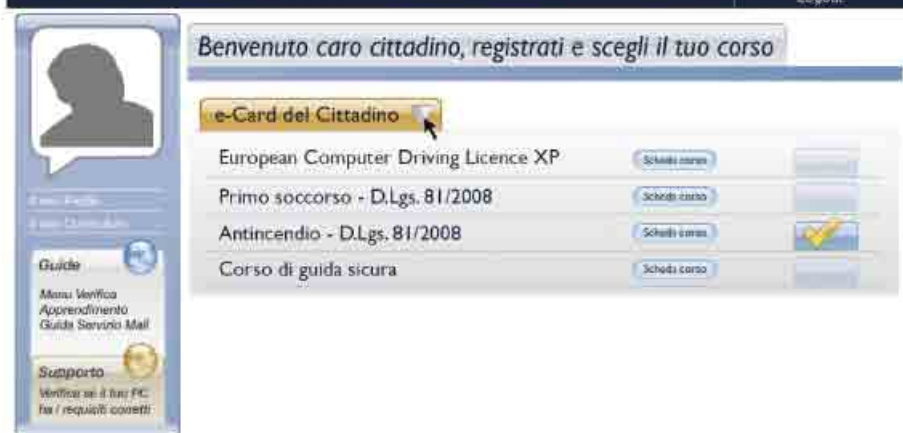 Logout
Benvenuto caro cittadino, registrati e scegli il tuo corso
e-Card del Cittadino
European Computer Driving Licence XP
Scheda corso
Primo soccorso - D.Lgs. 81/2008
Scheda corso
Antincendio - D.Lgs. 81/2008
Scheda corso
Corso di guida sicura
Scheda corso
Guide
Menu Verifica
Apprendimento
Guida Servizio Mail
Supporto
Verifica se il tuo PC
ha i requisiti corretti